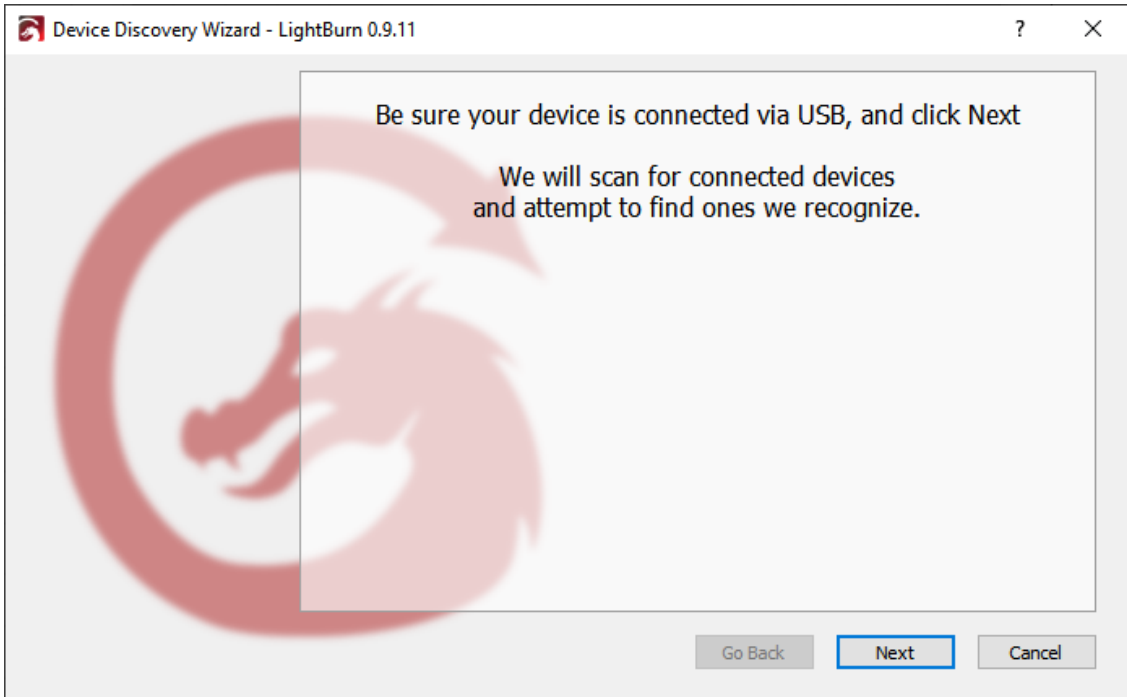 Device Discovery Wizard - LightBurn 0.9.11
?
Be sure your device is connected via USB, and click Next
We will scan for connected devices
and attempt to find ones we recognize.
Go Back
Next
Cancel